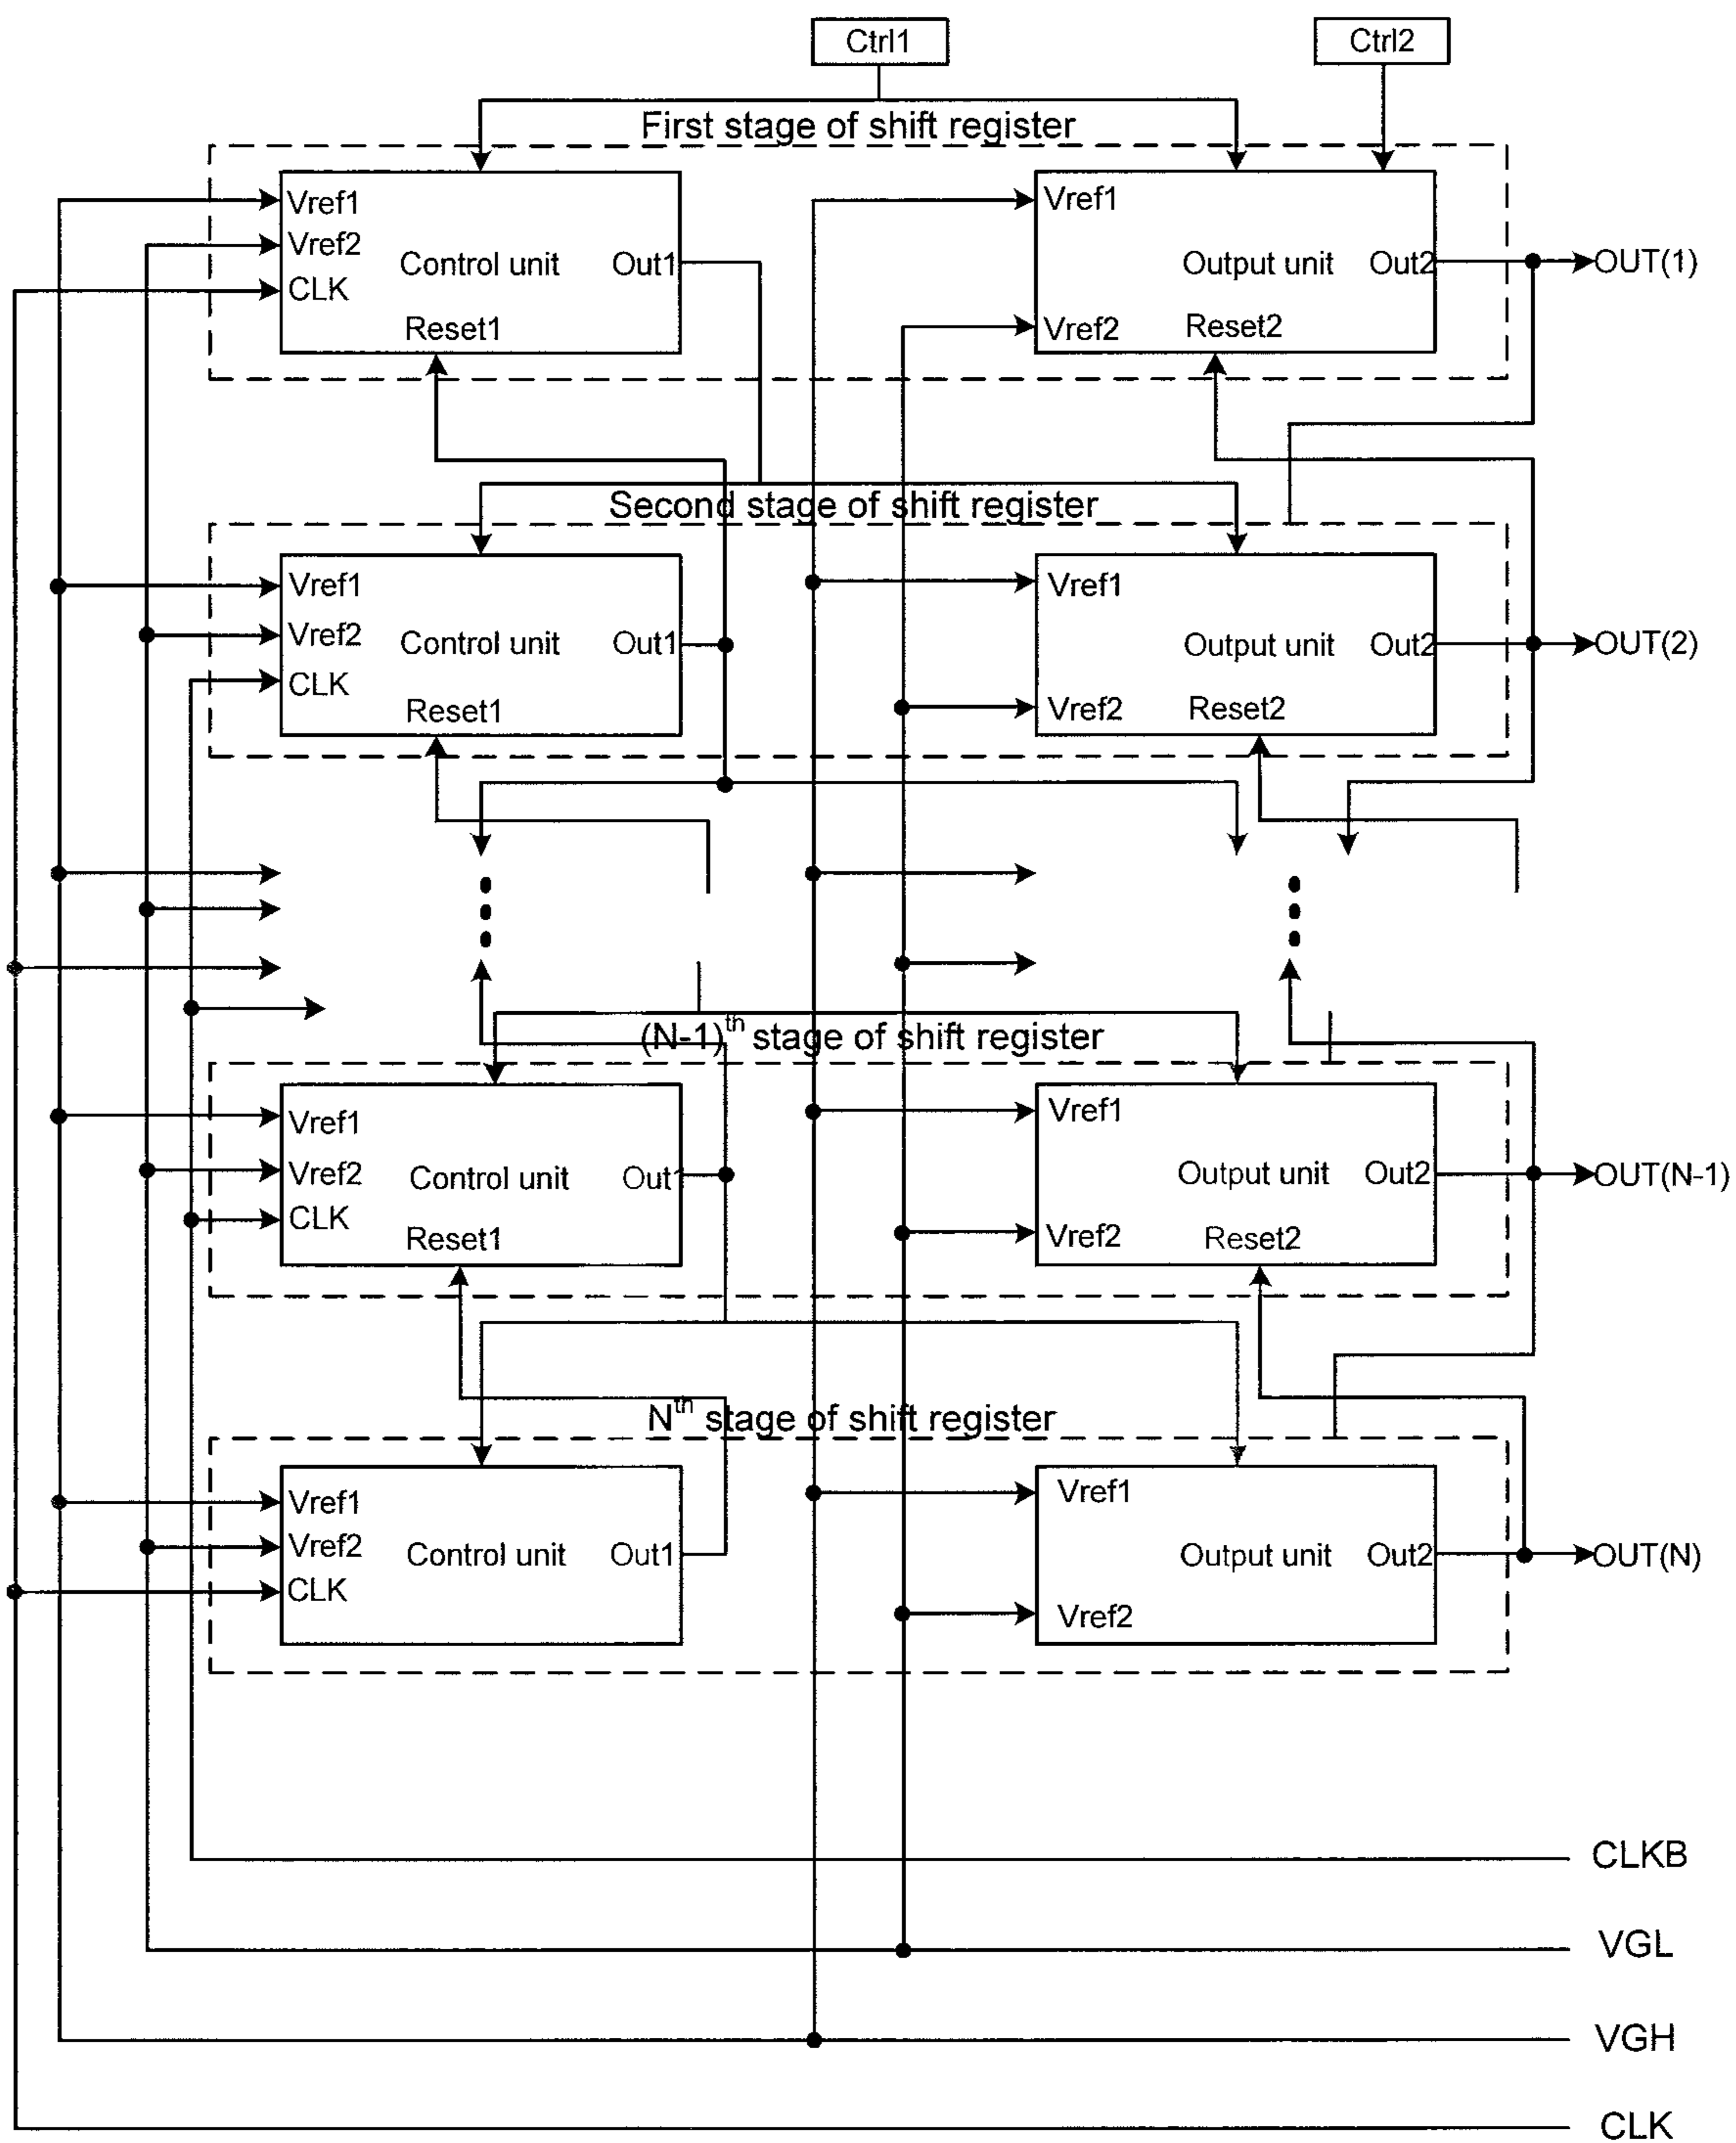 Ctrl1 Ctrl2
First stage of shift register
Vref1 Vref1
Vref2
Control unit Out1 Output unit Out2 OUT(1)
CLK
Reset1 Vref2 Reset2
Second stage of shift register
Vref1 Vref1
Vref2 Control unit Out1 Output unit Out2 OUT(2)
CLK
Reset1 Vref2 Reset2
(N-1)th stage of shift register
Vref1 Vref1
Vref2 Control unit Out Output unit Out2 OUT(N-1)
CLK
Reset1 Vref2 Reset2
Nth stage of shift register
Vref1 Vref1
Vref2 Control unit Out1 Output unit Out2 OUT(N)
CLK
Vref2
CLKB
VGL
VGH
CLK